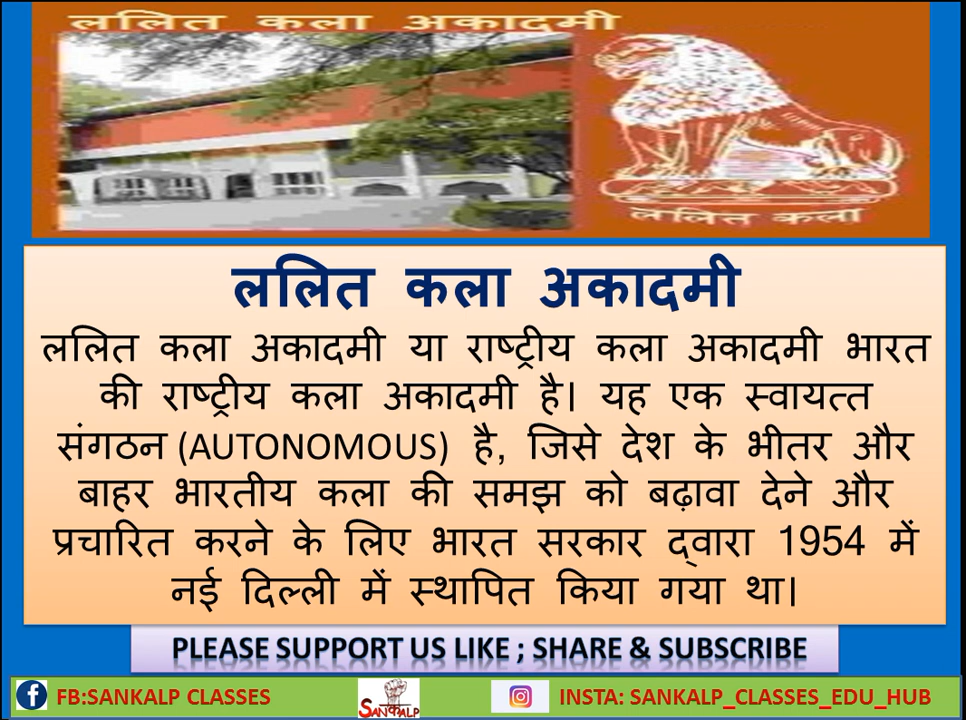 ललित कला अकादमी
ललित कला
ललित कला अकादमी
ललित कला अकादमी या राष्ट्रीय कला अकादमी भारत
की राष्ट्रीय कला अकादमी है। यह एक स्वायत्त
संगठन (AUTONOMOUS) है, जिसे देश के भीतर और
बाहर भारतीय कला की समझ को बढ़ावा देने और
प्रचारित करने के लिए भारत सरकार द्वारा 1954 में
नई दिल्ली में स्थापित किया गया था।
PLEASE SUPPORT US LIKE ; SHARE & SUBSCRIBE
FB:SANKALP CLASSES
SANKALP
INSTA: SANKALP_CLASSES_EDU_HUB